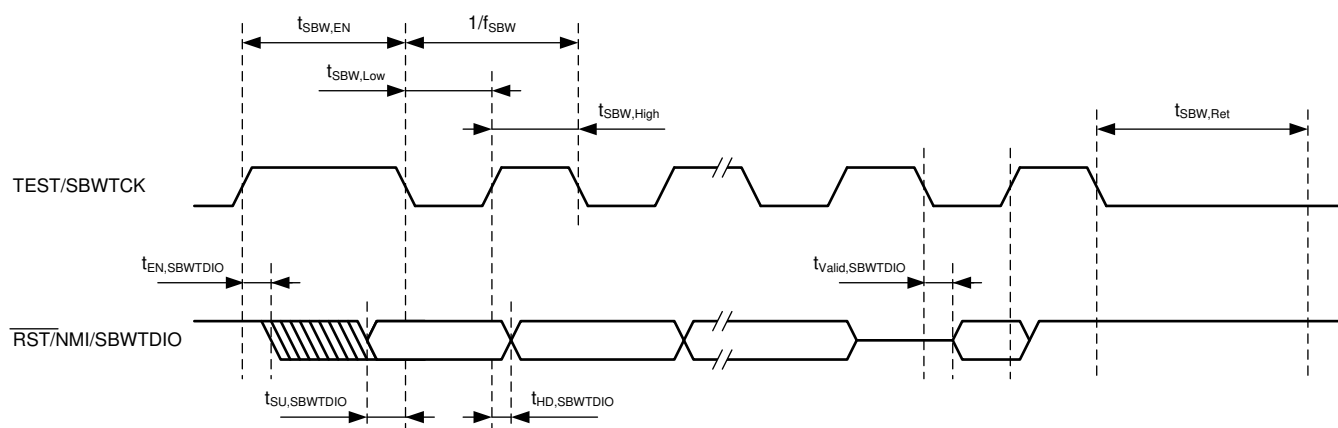 tSBW,EN
1/fSBW
tSBW,Low
tSBW,High
tSBW,Ret
TEST/SBWTCK
tEN,SBWTDIO
tValid,SBWTDIO
RST/NMI/SBWTDIO
tSU,SBWTDIO
tHD,SBWTDIO